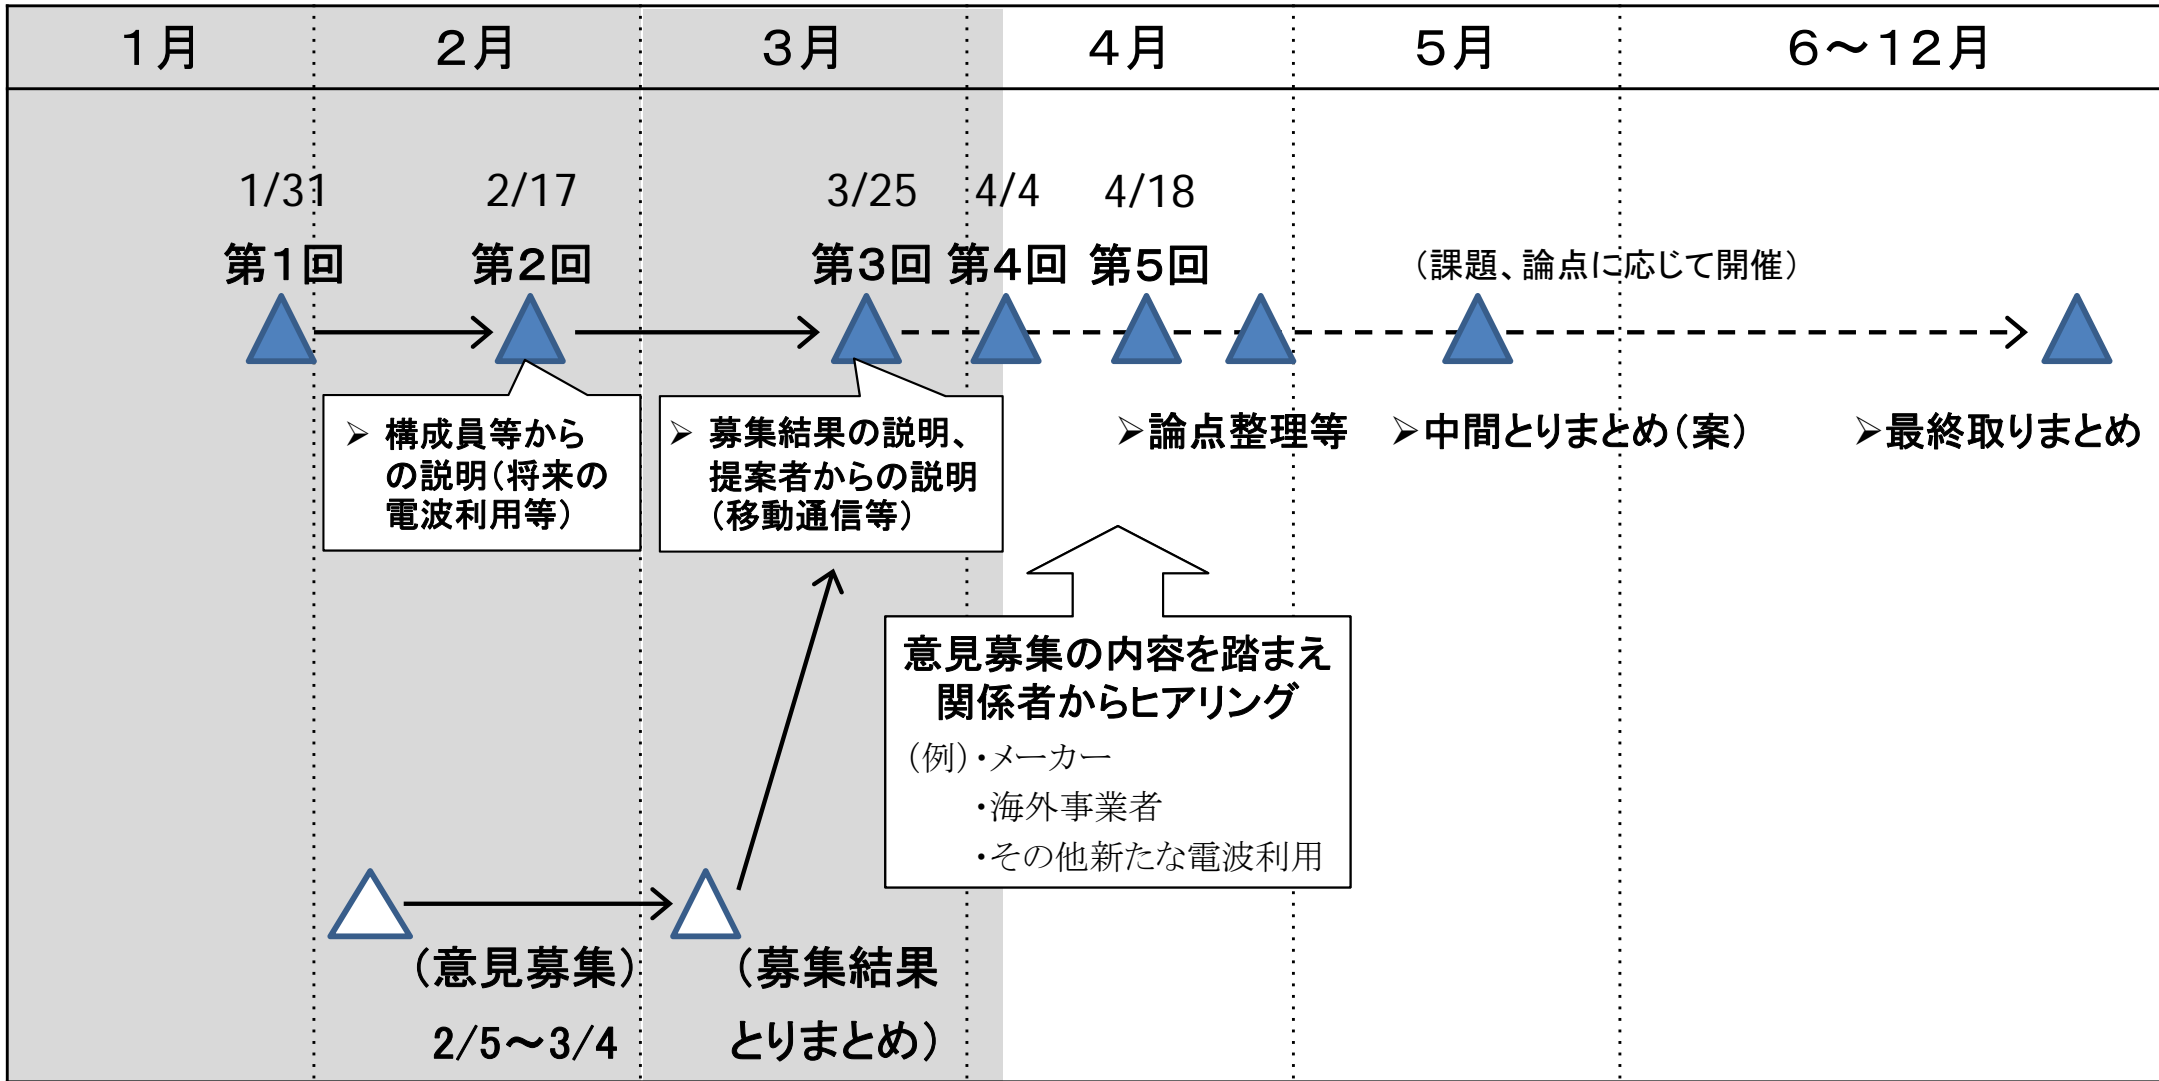 1月
2月
3月
4月
5月
6～12月
1/31
2/17
3/25
4/4
4/18
第1回
第2回
第3回
第4回
第5回
（課題、論点に応じて開催）
➢ 構成員等から
の説明（将来の
電波利用等）
➢ 募集結果の説明、
提案者からの説明
（移動通信等）
➢論点整理等
➢中間とりまとめ（案）
➢最終取りまとめ
意見募集の内容を踏まえ
関係者からヒアリング
（例）・メーカー
・海外事業者
・その他新たな電波利用
（意見募集）
2/5～3/4
（募集結果
とりまとめ）